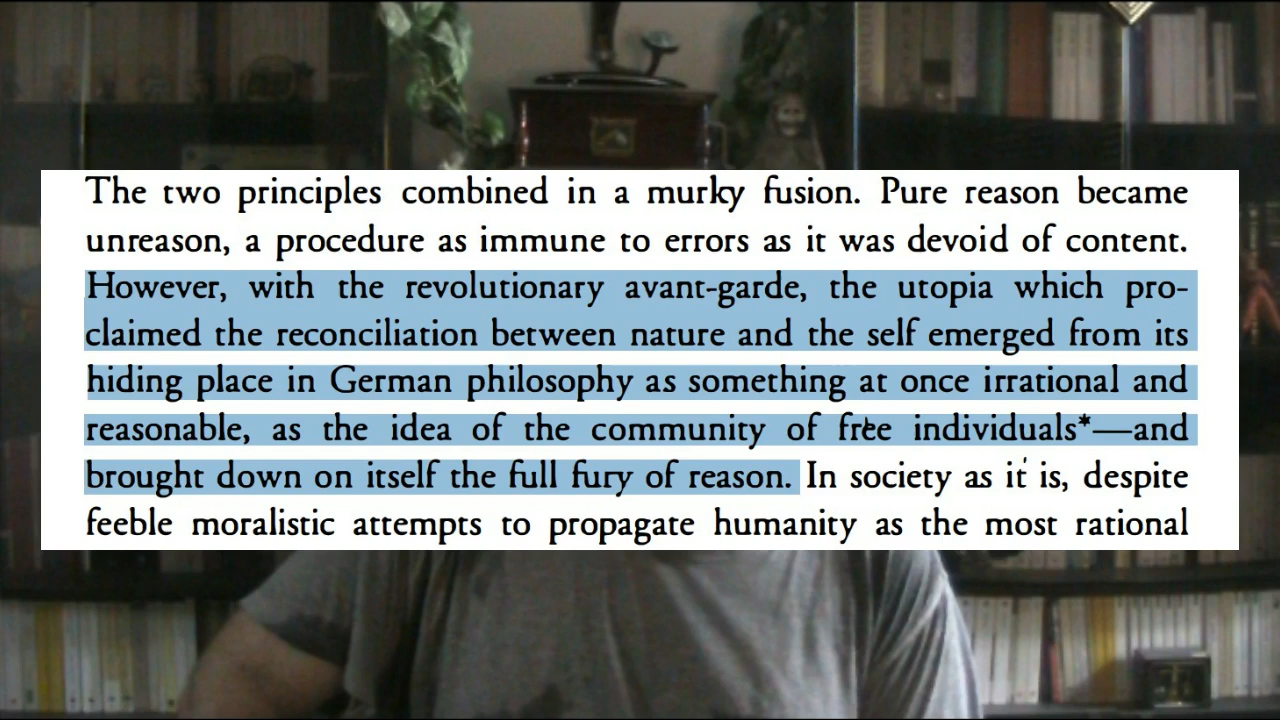 The two principles combined in a murky fusion. Pure reason became
unreason, a procedure as immune to errors as it was devoid of content.
However, with the revolutionary avant-garde, the utopia which pro-
claimed the reconciliation between nature and the self emerged from its
hiding place in German philosophy as something at once irrational and
reasonable, as the idea of the community of free individuals*—and
brought down on itself the full fury of reason. In society as it is, despite
feeble moralistic attempts to propagate humanity as the most rational